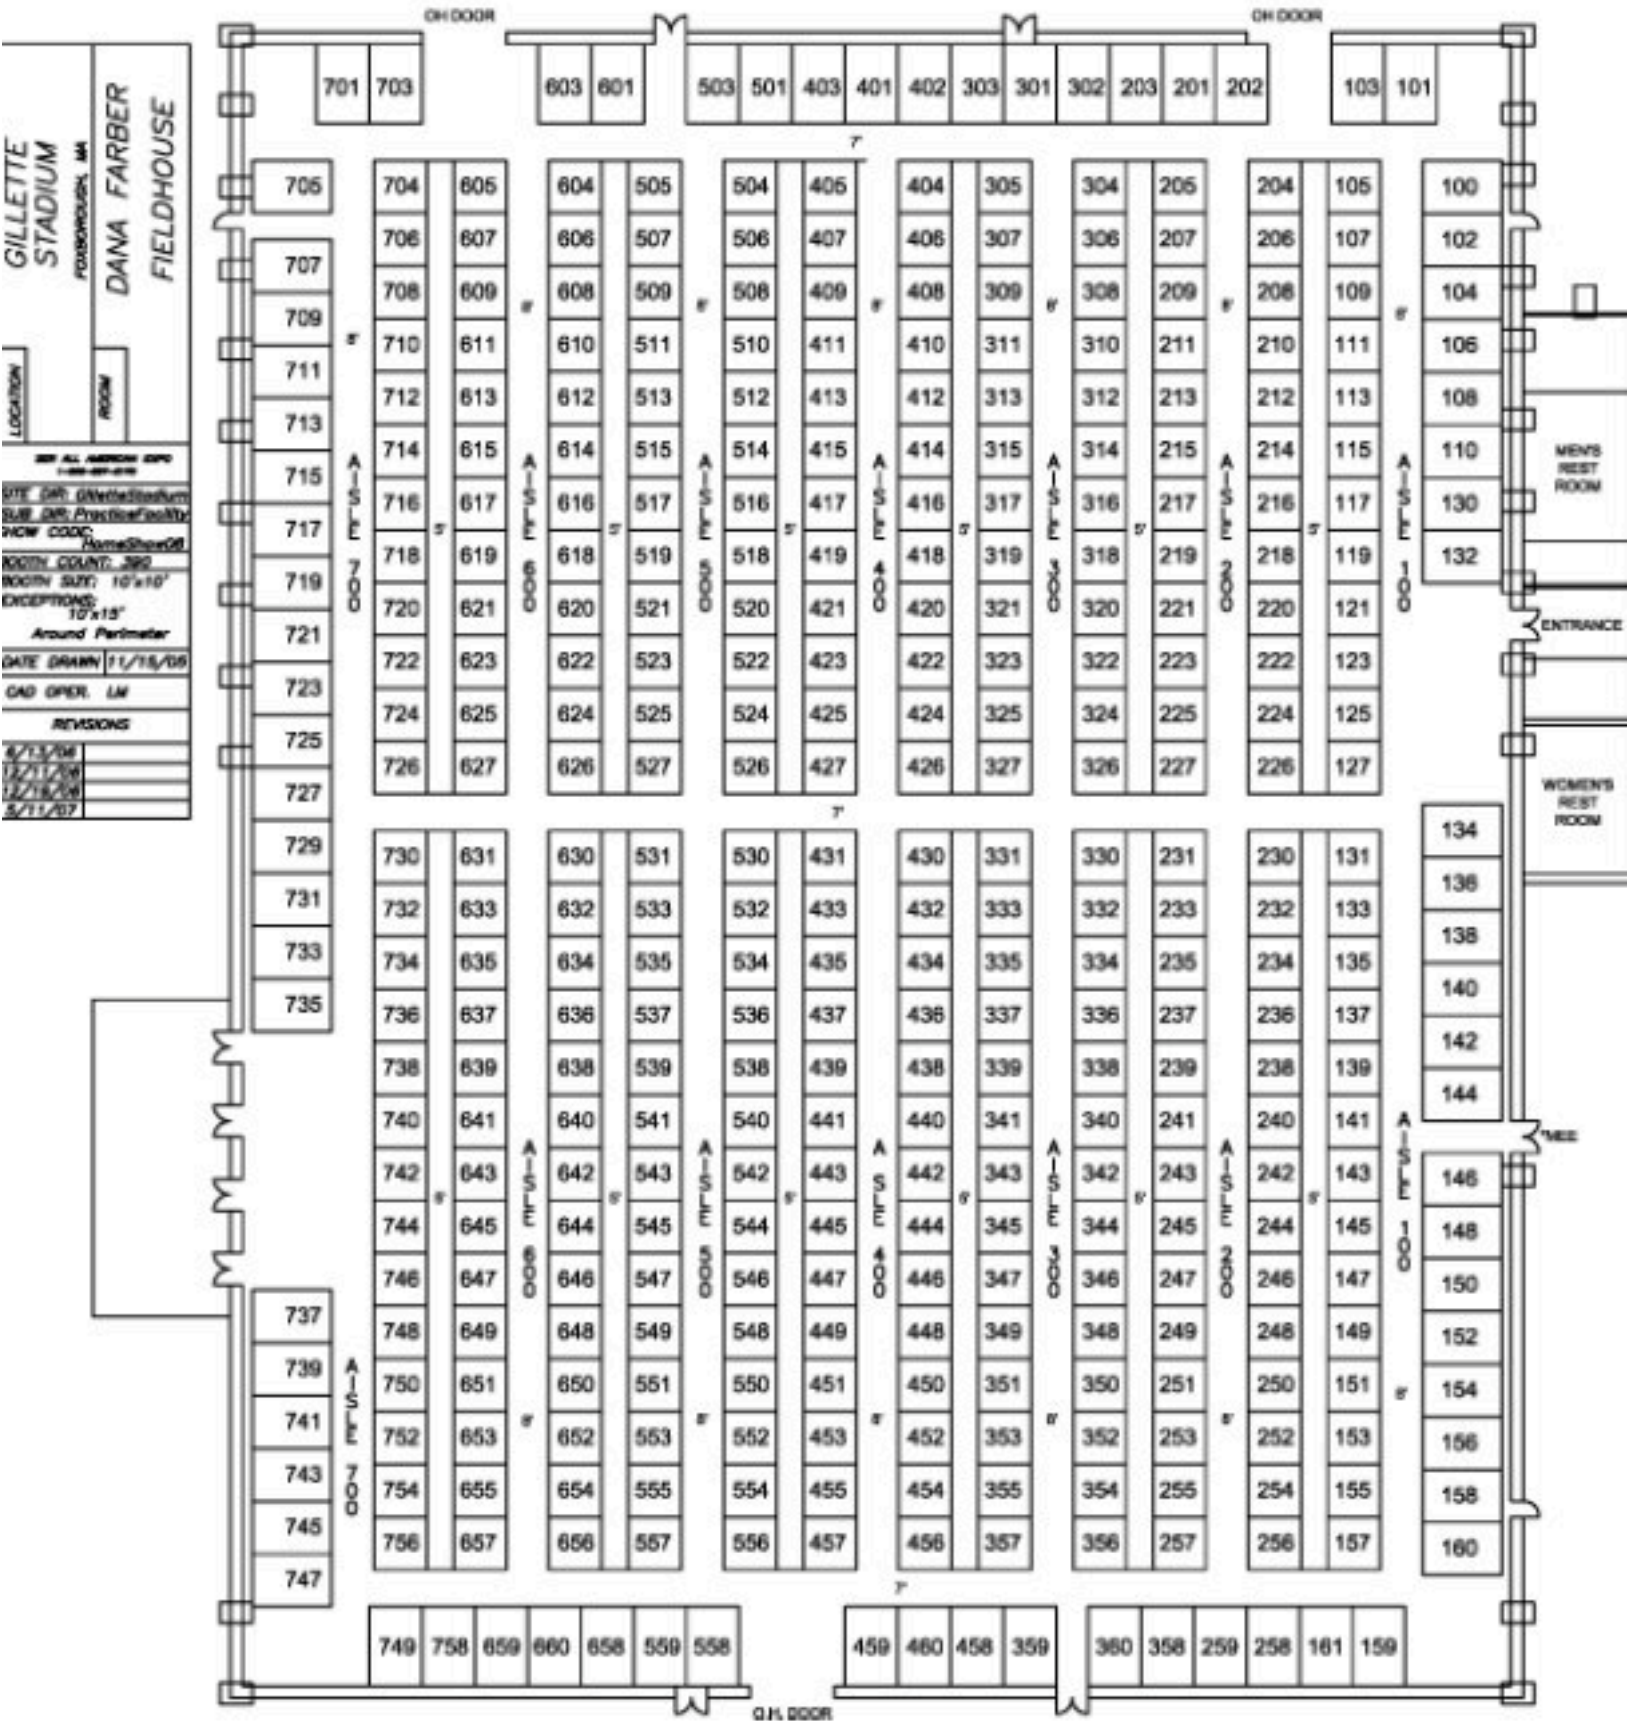 OH DOOR
OH DOOR
701 703 603 601 503 501 403 401 402 303 301 302 203 201 202 103 101
7'
705 704 605 604 505 504 405 404 305 304 205 204 105 100
706 607 606 507 506 407 406 307 306 207 206 107 102
707 708 609 608 509 508 409 408 309 308 209 208 109 104
709 710 611 610 511 510 411 410 311 310 211 210 111 106
711 712 613 612 513 512 413 412 313 312 213 212 113 108
713 714 615 614 515 514 415 414 315 314 215 214 115 110
715 716 617 616 517 516 417 416 317 316 217 216 117 130
717 718 619 618 519 518 419 418 319 318 219 218 119 132
719 720 621 620 521 520 421 420 321 320 221 220 121
721 722 623 622 523 522 423 422 323 322 223 222 123
723 724 625 624 525 524 425 424 325 324 225 224 125
725 726 627 626 527 526 427 426 327 326 227 226 127
727
AISLE 700 AISLE 600 AISLE 500 AISLE 400 AISLE 300 AISLE 200 AISLE 100
7'
729 730 631 630 531 530 431 430 331 330 231 230 131 134
731 732 633 632 533 532 433 432 333 332 233 232 133 136
733 734 635 634 535 534 435 434 335 334 235 234 135 138
735 736 637 636 537 536 437 436 337 336 237 236 137 140
738 639 638 539 538 439 438 339 338 239 238 139 142
740 641 640 541 540 441 440 341 340 241 240 141 144
742 643 642 543 542 443 442 343 342 243 242 143 146
744 645 644 545 544 445 444 345 344 245 244 145 148
746 647 646 547 546 447 446 347 346 247 246 147 150
737 748 649 648 549 548 449 448 349 348 249 248 149 152
739 750 651 650 551 550 451 450 351 350 251 250 151 154
741 752 653 652 553 552 453 452 353 352 253 252 153 156
743 754 655 654 555 554 455 454 355 354 255 254 155 158
745 756 657 656 557 556 457 456 357 356 257 256 157 160
747
AISLE 700 AISLE 600 AISLE 500 AISLE 400 AISLE 300 AISLE 200 AISLE 100
7'
749 758 659 660 658 559 558 459 460 458 359 360 358 259 258 161 159
O.H. DOOR
MEN'S
REST
ROOM
ENTRANCE
WOMEN'S
REST
ROOM
GILLETTE
STADIUM
FOXBOROUGH, MA
LOCATION
DANA FARBER
FIELDHOUSE
ROOM
SITE DIR: GilletteStadium
SUB DIR: PracticeFacility
SHOW CODE:
HomeShow08
BOOTH COUNT: 390
BOOTH SIZE: 10'x10'
EXCEPTIONS:
10'x15'
Around Perimeter
DATE DRAWN
CAD OPER. LM
REVISIONS
5/11/07